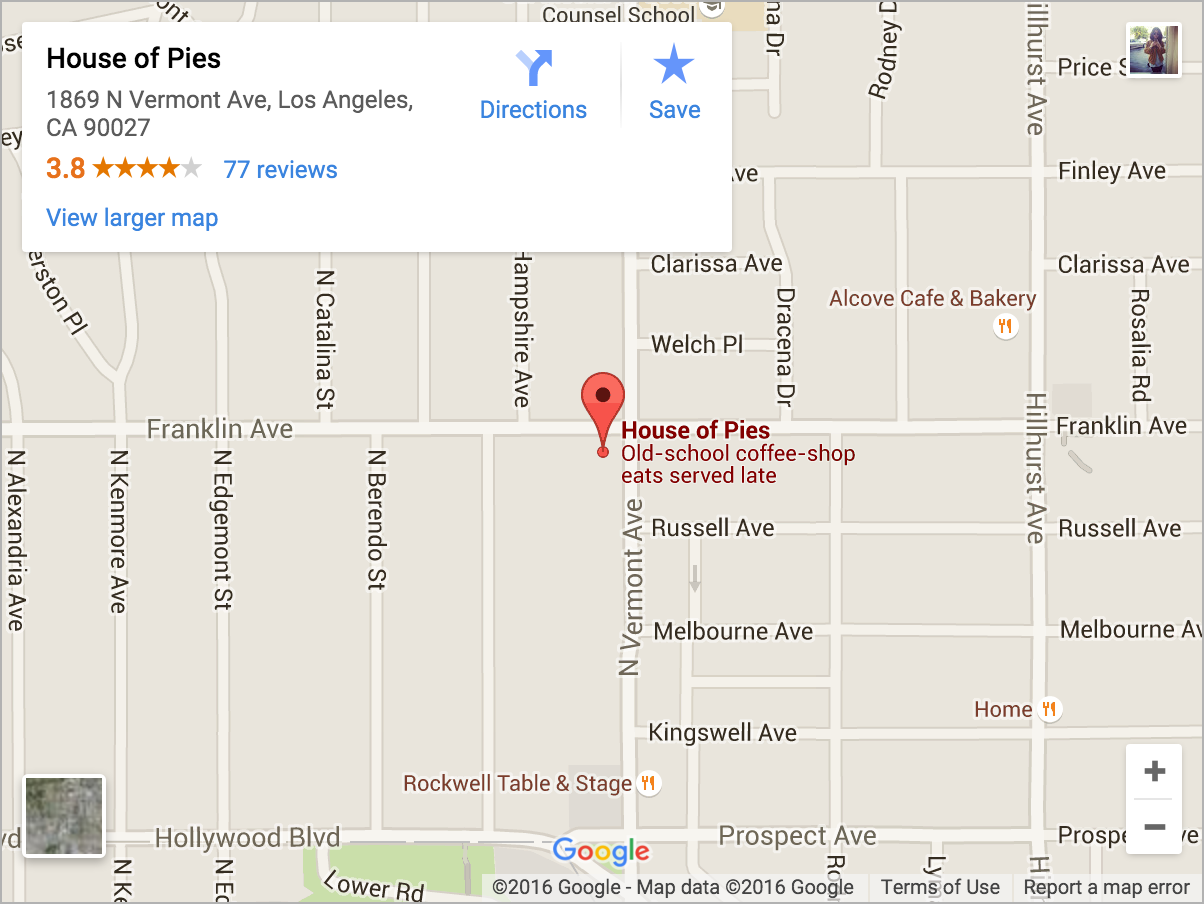 Counsel School
House of Pies
1869 N Vermont Ave, Los Angeles,
CA 90027
3.8
77 reviews
View larger map
Directions
Save
Hillhurst Ave
Price S
Finley Ave
Ave
Clarissa Ave
Clarissa Ave
N Catalina St
Hampshire Ave
Alcove Cafe & Bakery
Dracena Dr
Rosalia Rd
Welch Pl
Franklin Ave
Franklin Ave
House of Pies
Old-school coffee-shop
eats served late
Hillhurst Ave
N Alexandria Ave
N Kenmore Ave
N Edgemont St
N Berendo St
N Vermont Ave
Russell Ave
Russell Ave
Melbourne Ave
Melbourne Av
Home
Kingswell Ave
Rockwell Table & Stage
Hollywood Blvd
Prospect Ave
Google
Lower Rd
©2016 Google - Map data ©2016 Google
Terms of Use
Report a map error